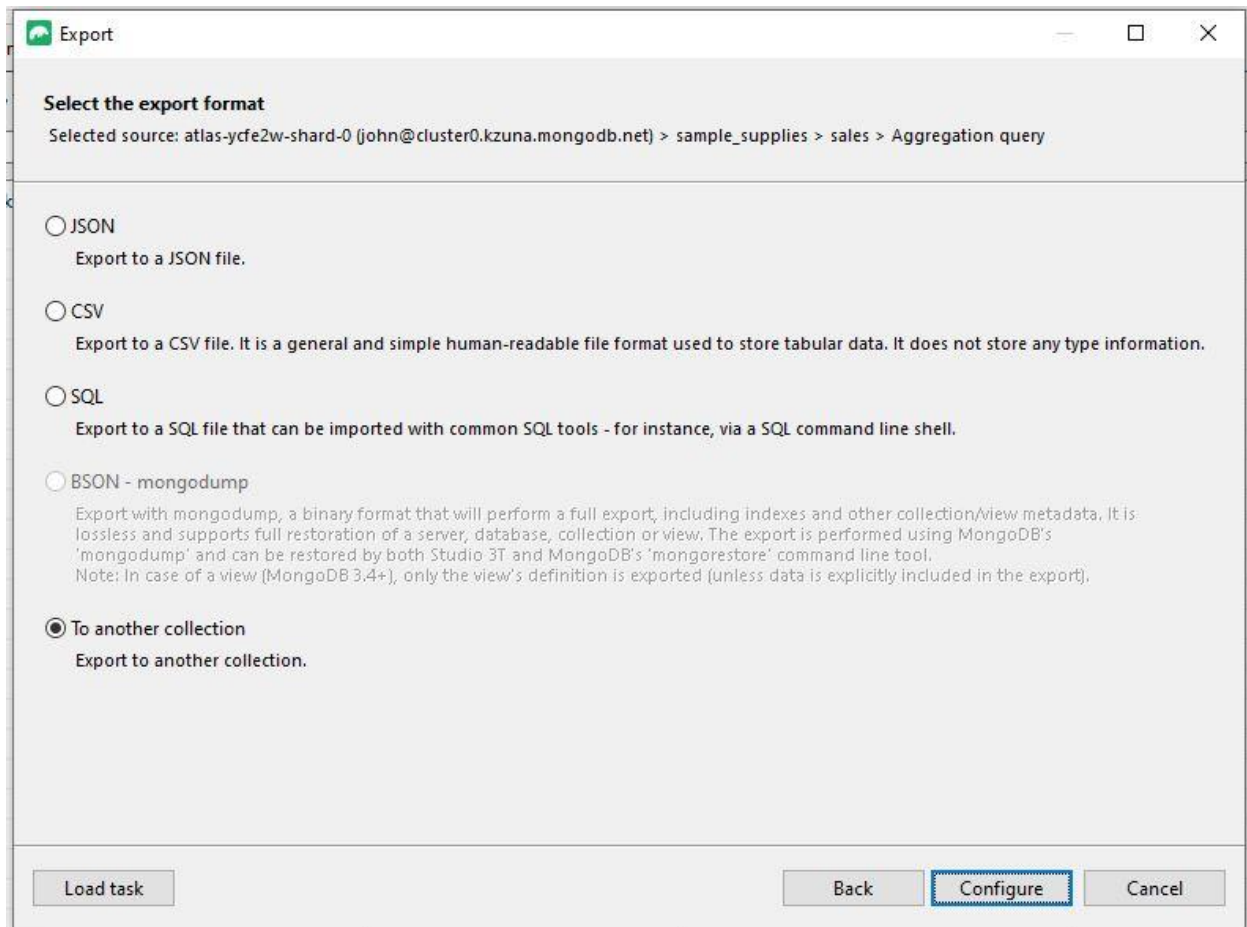 Export
Select the export format
Selected source: atlas-ycfe2w-shard-0 (john@cluster0.kzuna.mongodb.net) > sample_supplies > sales > Aggregation query
JSON
Export to a JSON file.
CSV
Export to a CSV file. It is a general and simple human-readable file format used to store tabular data. It does not store any type information.
SQL
Export to a SQL file that can be imported with common SQL tools - for instance, via a SQL command line shell.
BSON - mongodump
Export with mongodump, a binary format that will perform a full export, including indexes and other collection/view metadata. It is
lossless and supports full restoration of a server, database, collection or view. The export is performed using MongoDB's
'mongodump' and can be restored by both Studio 3T and MongoDB's 'mongorestore' command line tool.
Note: In case of a view (MongoDB 3.4+), only the view's definition is exported (unless data is explicitly included in the export).
To another collection
Export to another collection.
Load task
Back
Configure
Cancel